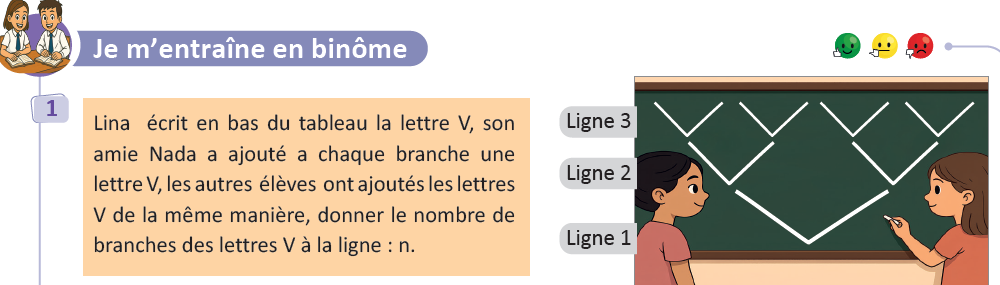 Je m'entraîne en binôme
1
Lina écrit en bas du tableau la lettre V, son
amie Nada a ajouté a chaque branche une
lettre V, les autres élèves ont ajoutés les lettres
V de la même manière, donner le nombre de
branches des lettres V à la ligne : n.
Ligne 3
Ligne 2
Ligne 1